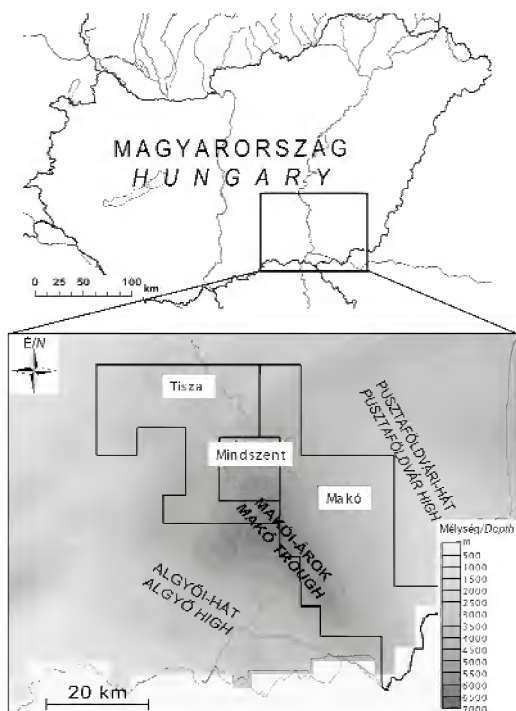 MAGYARORSZÁG
HUNGARY
0 25 50 100
km
É/N
Tisza
Mindszent
Makó
PUSZTAFÖLDVÁRI-HÁT
PUSZTAFÖLDVÁR HIGH
MAKÓI-ÁROK
MAKÓ TROUGH
ALGYŐI-HÁT
ALGYŐ HIGH
Mélység/Depth
m
500
1000
1500
2000
2500
3000
3500
4000
4500
5000
5500
6000
6500
7000
20 km